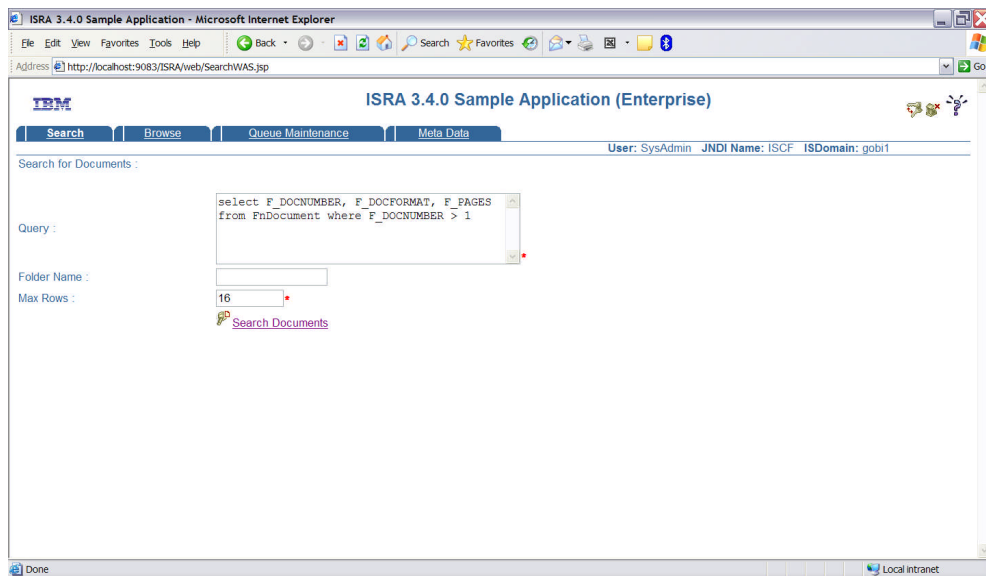 ISRA 3.4.0 Sample Application - Microsoft Internet Explorer
File Edit View Favorites Tools Help Back Search Favorites
Address http://localhost:9083/ISRA/web/SearchWAS.jsp Go
IBM ISRA 3.4.0 Sample Application (Enterprise)
Search Browse Queue Maintenance Meta Data
User: SysAdmin JNDI Name: ISCF ISDomain: gobi1
Search for Documents :
select F_DOCNUMBER, F_DOCFORMAT, F_PAGES
from FnDocument where F_DOCNUMBER > 1
Query :
*
Folder Name :
Max Rows : 16 *
Search Documents
Done Local intranet